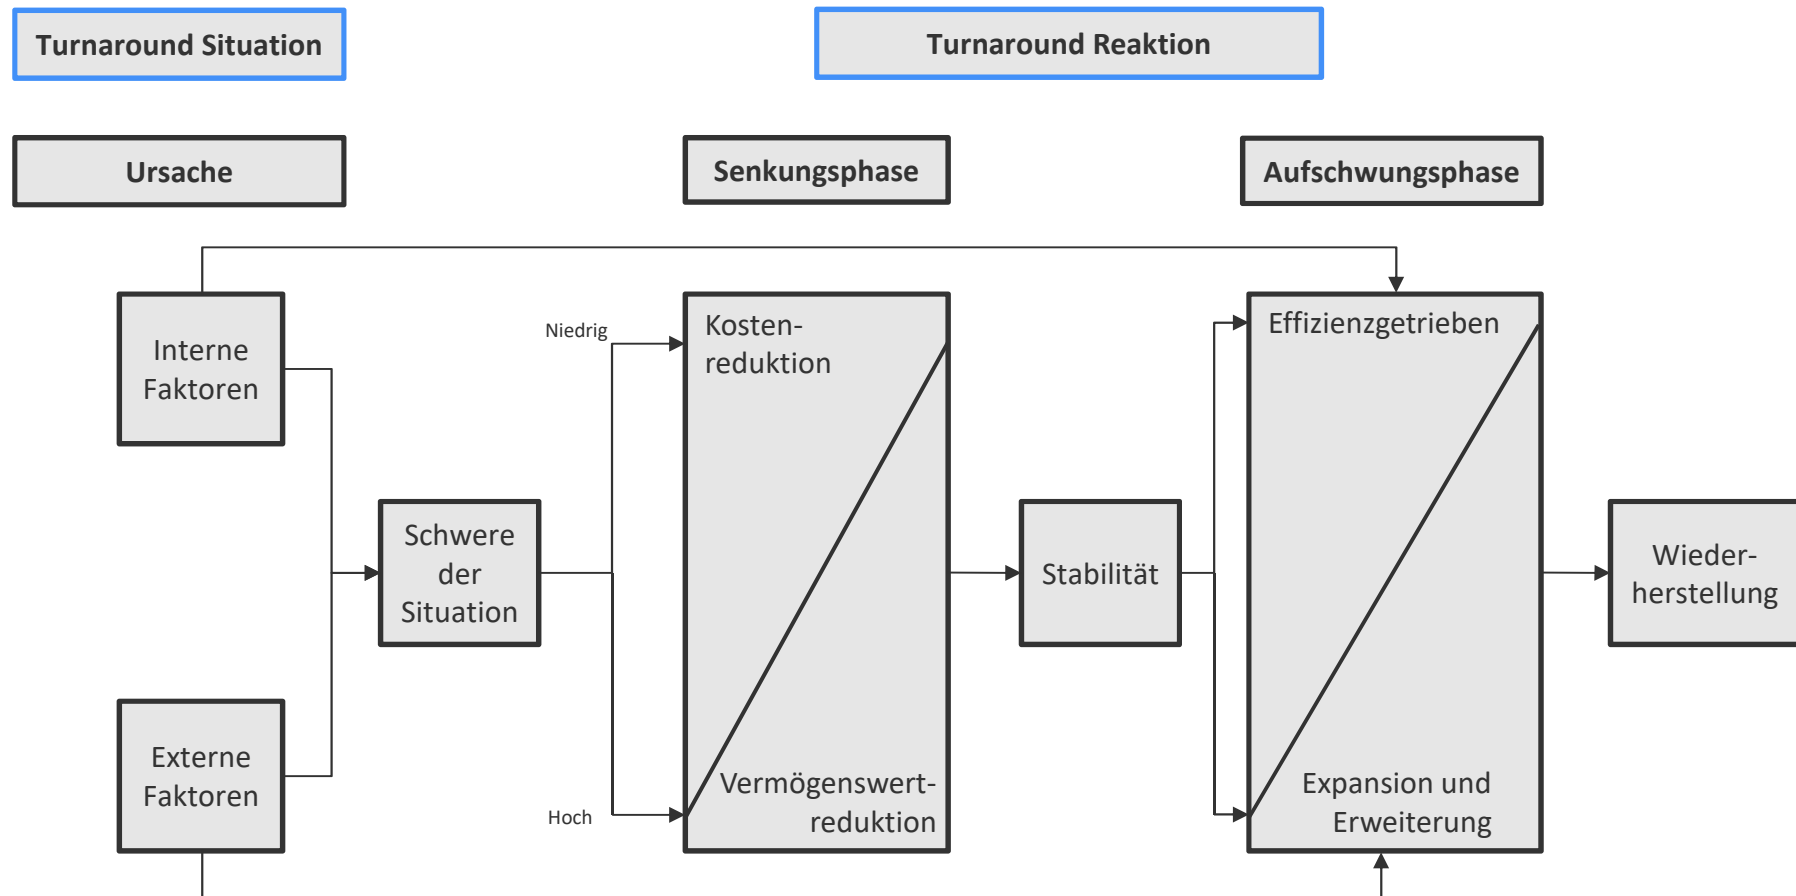 Turnaround Situation
Turnaround Reaktion
Ursache
Senkungsphase
Aufschwungsphase
Interne
Faktoren
Niedrig
Kosten-
reduktion
Effizienzgetrieben
Schwere
der
Situation
Stabilität
Wieder-
herstellung
Externe
Faktoren
Hoch
Vermögenswert-
reduktion
Expansion und
Erweiterung